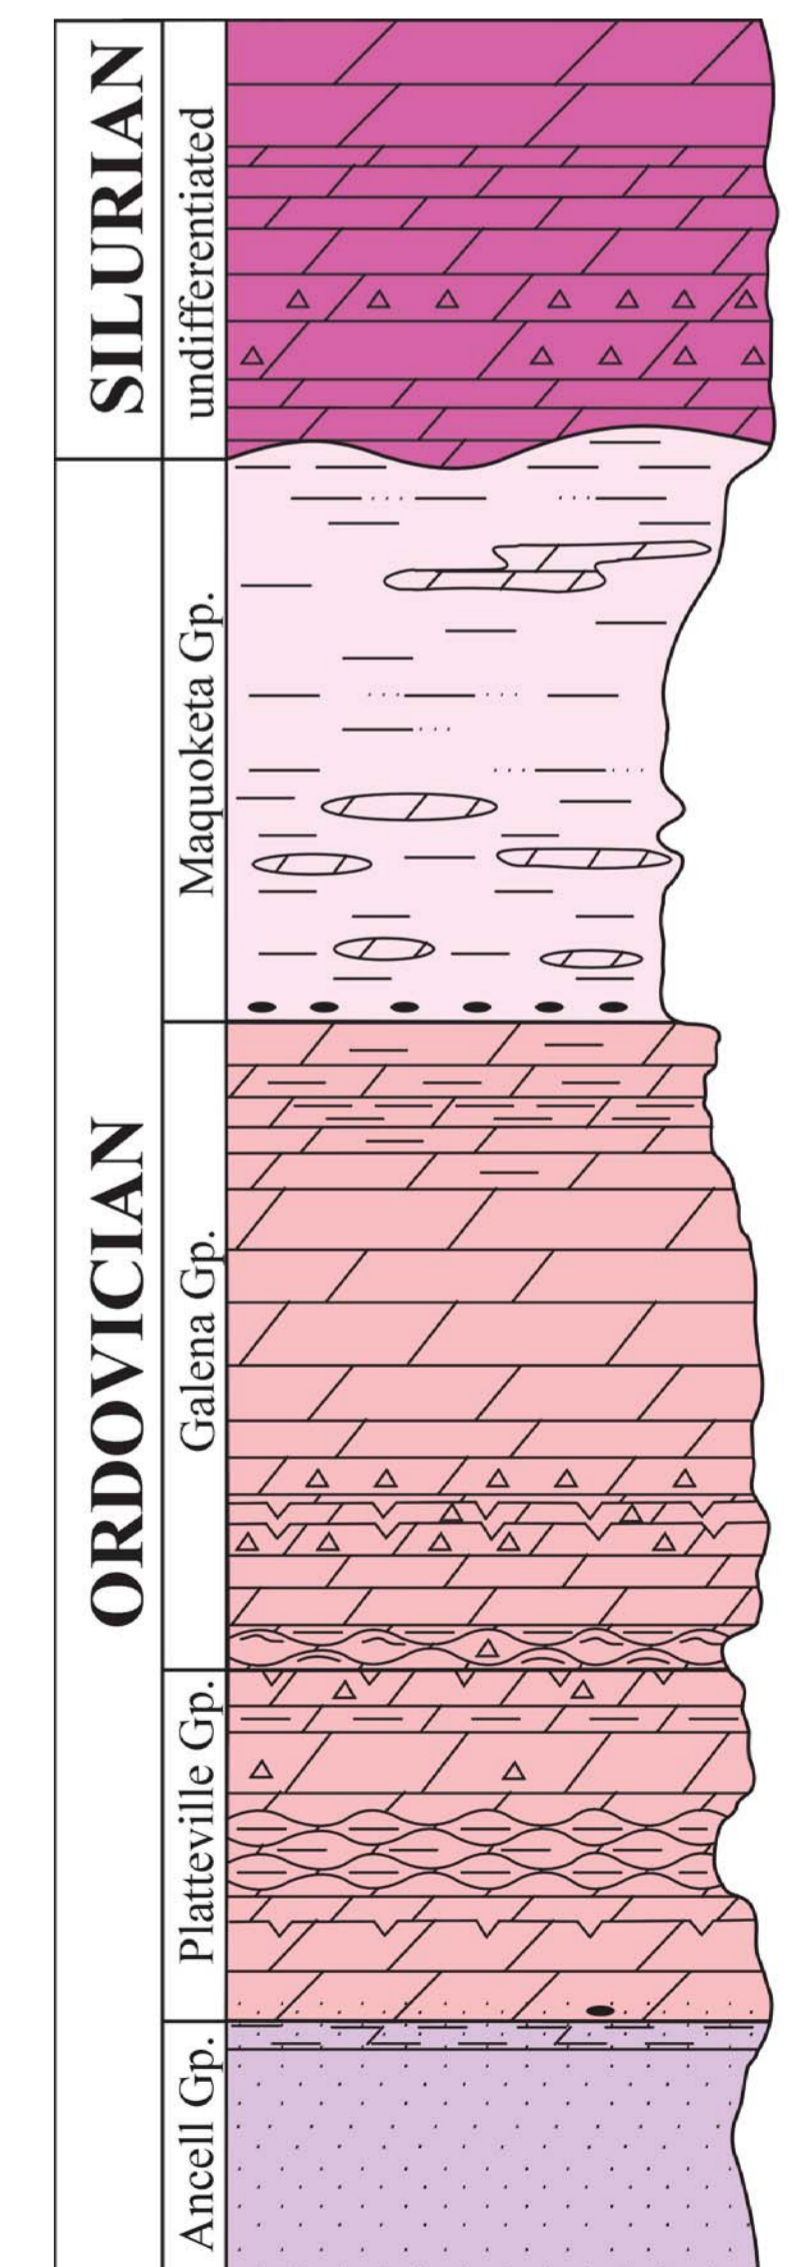 SILURIAN
undifferentiated
ORDOVICIAN
Maquoketa Gp.
Galena Gp.
Platteville Gp.
Ancell Gp.